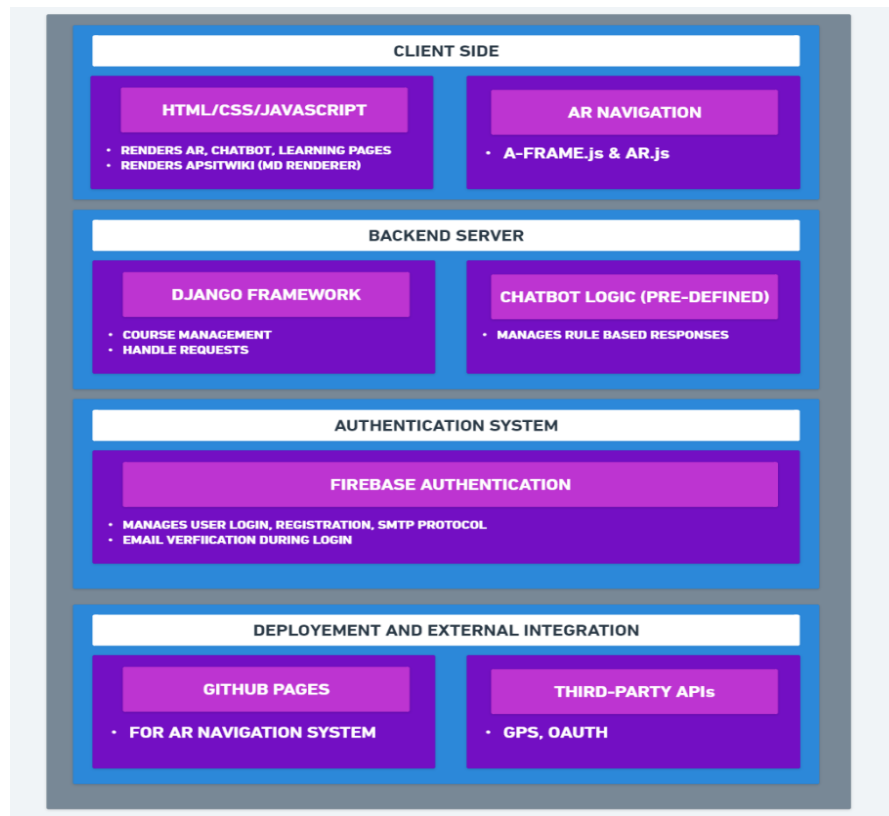 CLIENT SIDE
HTML/CSS/JAVASCRIPT
• RENDERS AR, CHATBOT, LEARNING PAGES
• RENDERS APSITWIKI (MD RENDERER)
AR NAVIGATION
• A-FRAME.js & AR.js
BACKEND SERVER
DJANGO FRAMEWORK
• COURSE MANAGEMENT
• HANDLE REQUESTS
CHATBOT LOGIC (PRE-DEFINED)
• MANAGES RULE BASED RESPONSES
AUTHENTICATION SYSTEM
FIREBASE AUTHENTICATION
• MANAGES USER LOGIN, REGISTRATION, SMTP PROTOCOL
• EMAIL VERFIICATION DURING LOGIN
DEPLOYEMENT AND EXTERNAL INTEGRATION
GITHUB PAGES
• FOR AR NAVIGATION SYSTEM
THIRD-PARTY APIs
• GPS, OAUTH